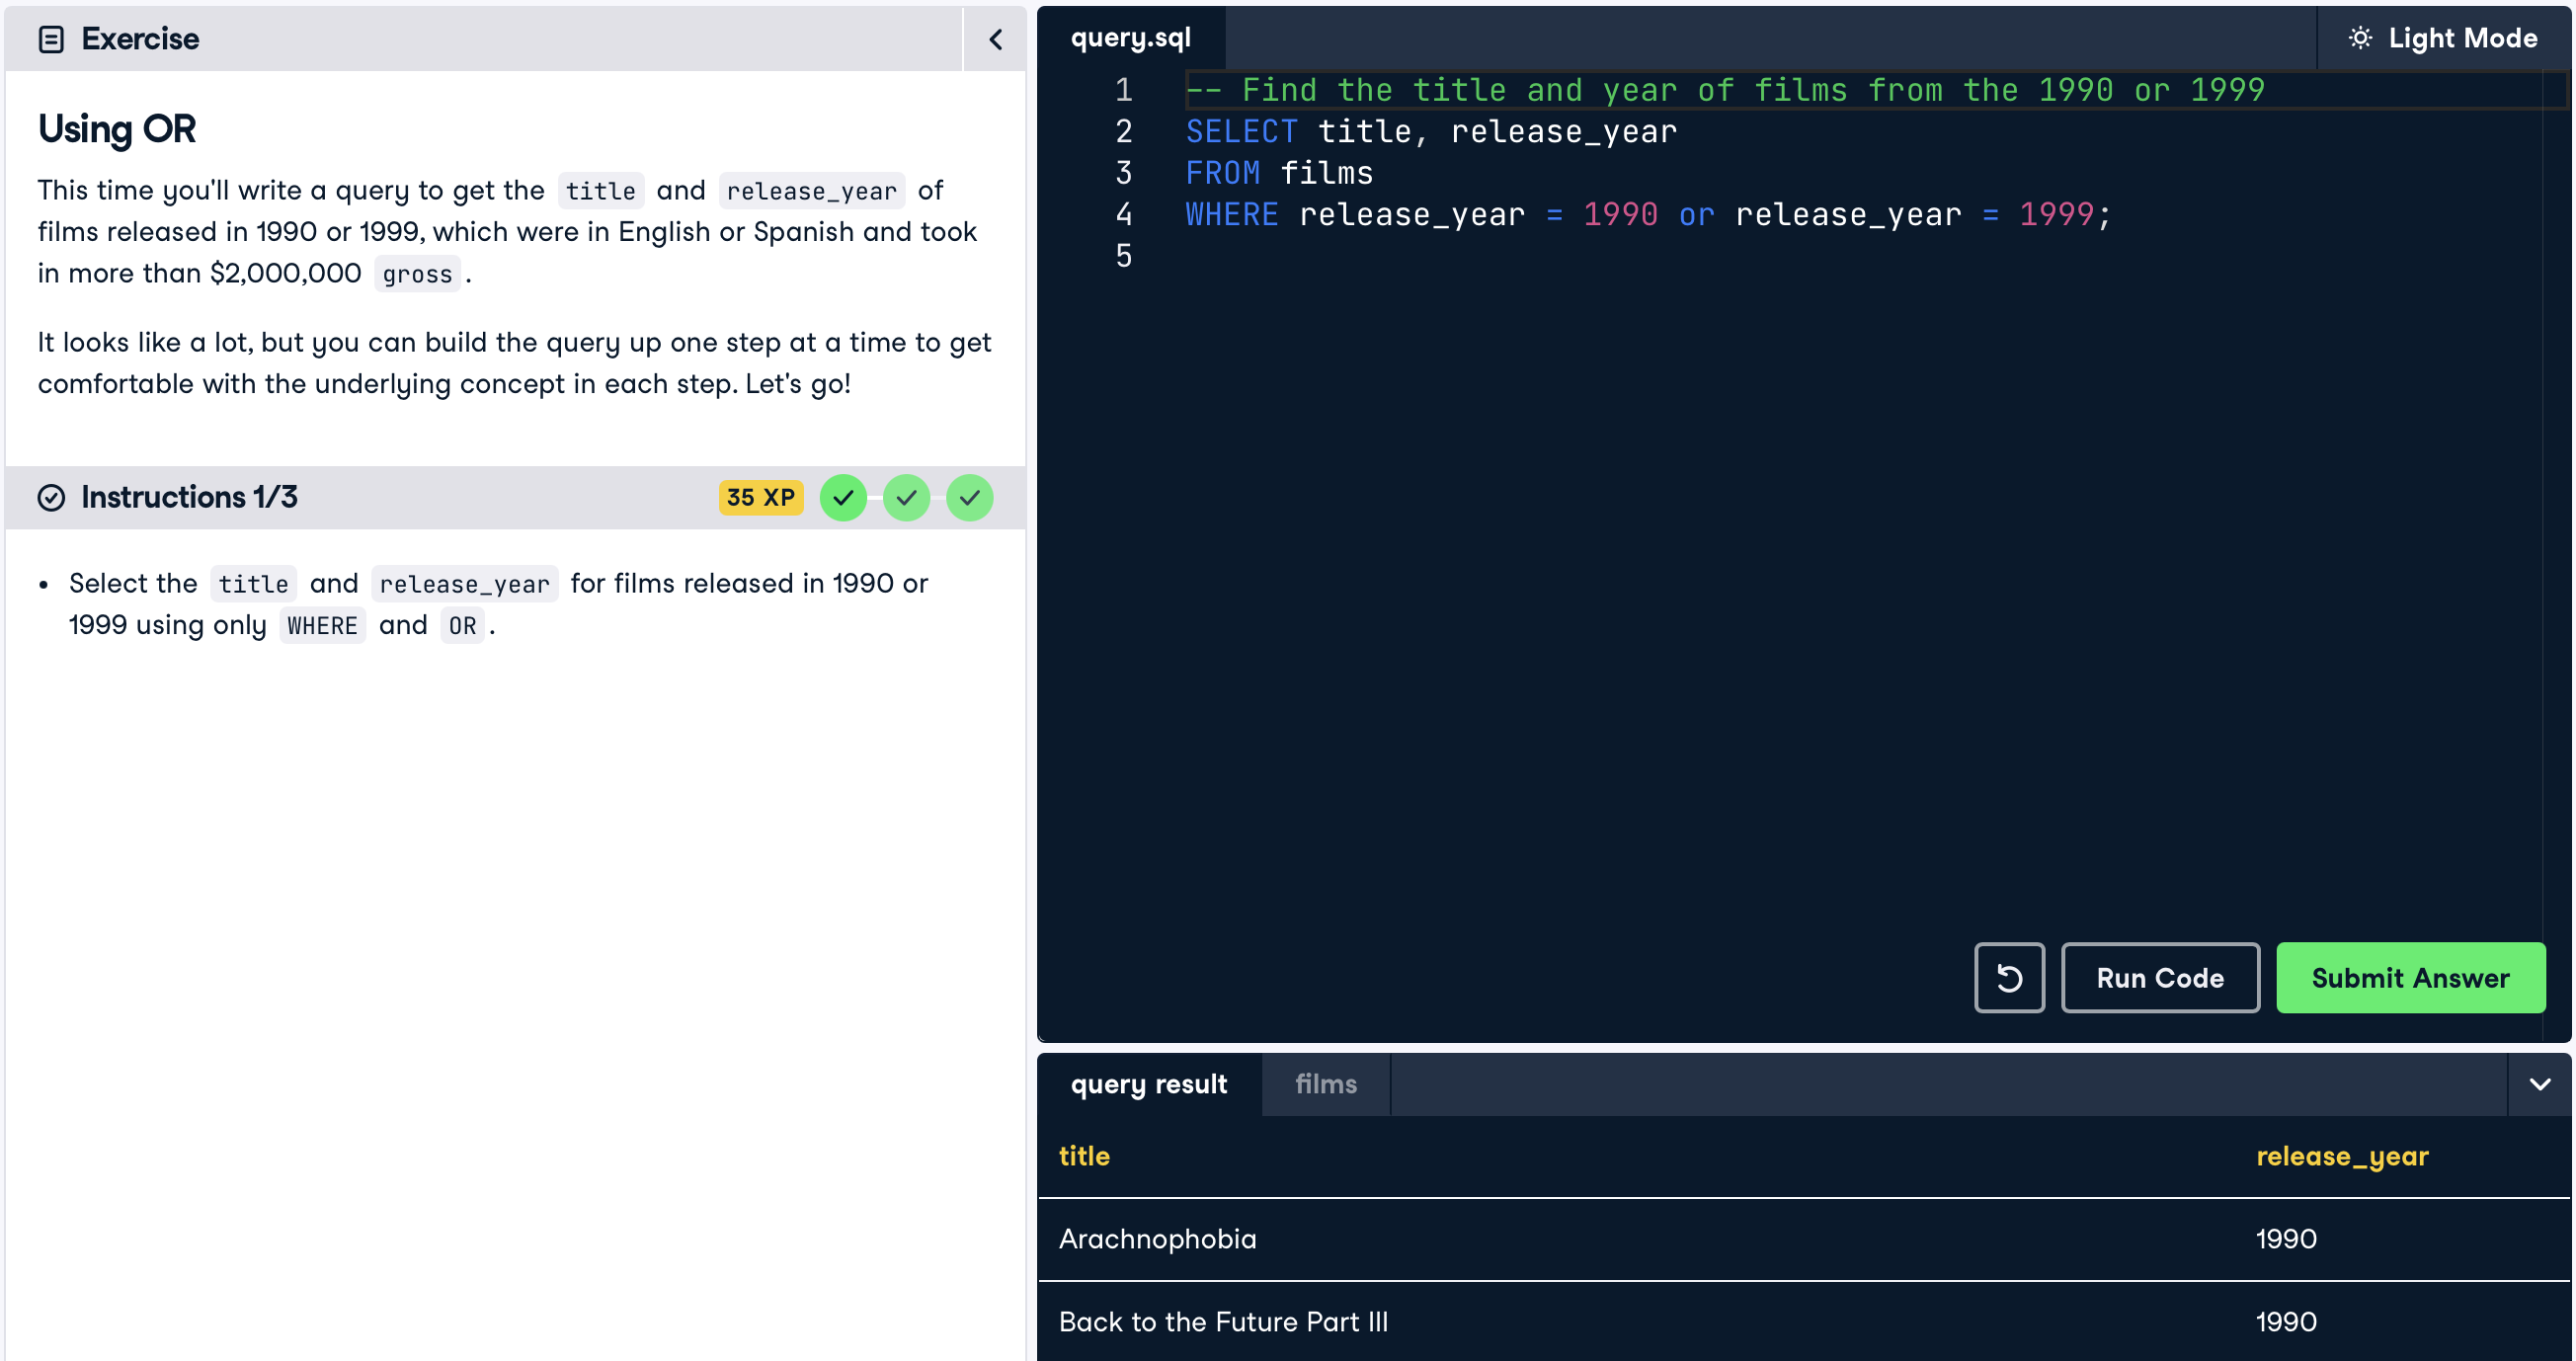 Exercise
Using OR
This time you'll write a query to get the title and release_year of
films released in 1990 or 1999, which were in English or Spanish and took
in more than $2,000,000 gross.
It looks like a lot, but you can build the query up one step at a time to get
comfortable with the underlying concept in each step. Let's go!
Instructions 1/3
35 XP
• Select the title and release_year for films released in 1990 or
1999 using only WHERE and OR.
query.sql
Light Mode
1 -- Find the title and year of films from the 1990 or 1999
2 SELECT title, release_year
3 FROM films
4 WHERE release_year = 1990 or release_year = 1999;
5
Run Code
Submit Answer
query result
films
title release_year
Arachnophobia 1990
Back to the Future Part III 1990